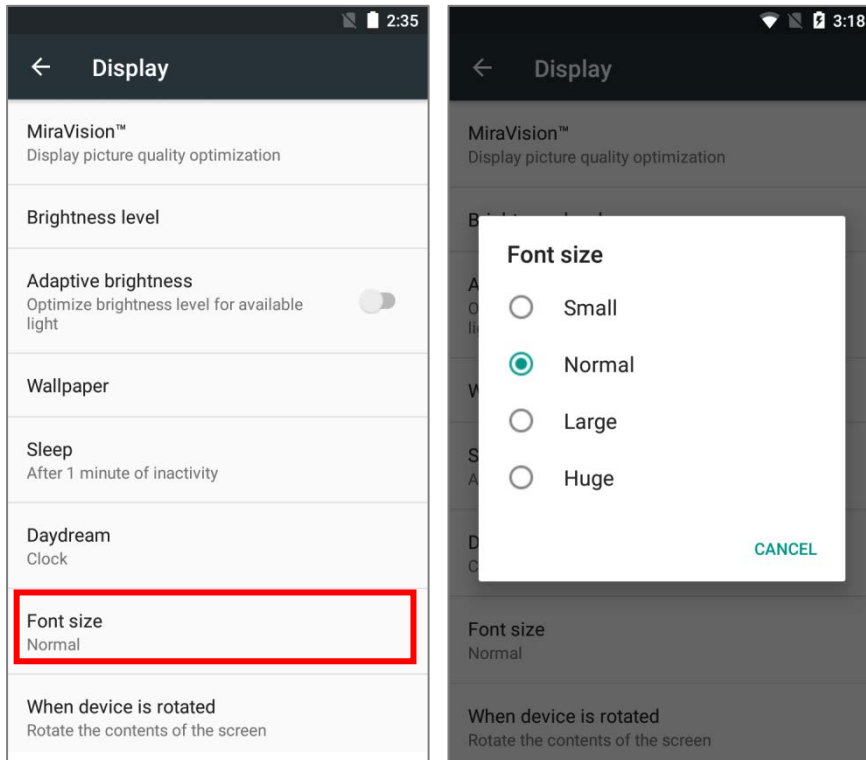 2:35
Display
MiraVision™
Display picture quality optimization
Brightness level
Adaptive brightness
Optimize brightness level for available
light
Wallpaper
Sleep
After 1 minute of inactivity
Daydream
Clock
Font size
Normal
When device is rotated
Rotate the contents of the screen
3:18
Display
MiraVision™
Display picture quality optimization
Font size
Small
Normal
Large
Huge
CANCEL
Font size
Normal
When device is rotated
Rotate the contents of the screen